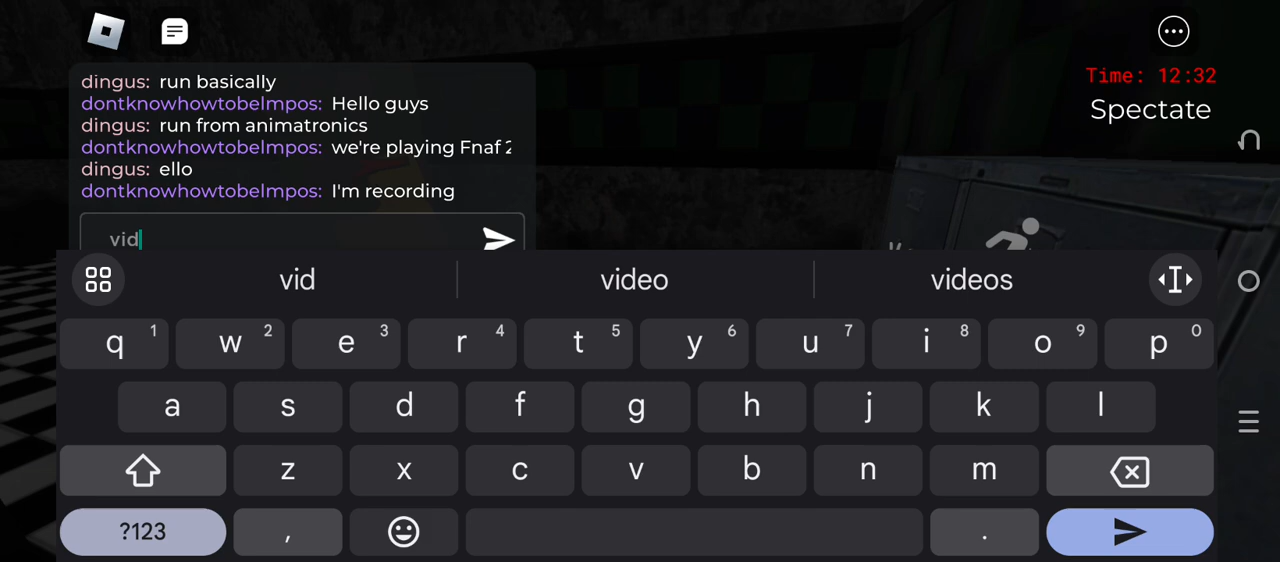 dingus: run basically
dontknowhowtobelmpos: Hello guys
dingus: run from animatronics
dontknowhowtobelmpos: we're playing Fnaf 2
dingus: ello
dontknowhowtobelmpos: I'm recording
vid
Time: 12:32
Spectate
vid video videos
q 1 w 2 e 3 r 4 t 5 y 6 u 7 i 8 o 9 p 0
a s d f g h j k l
z x c v b n m
?123 , .